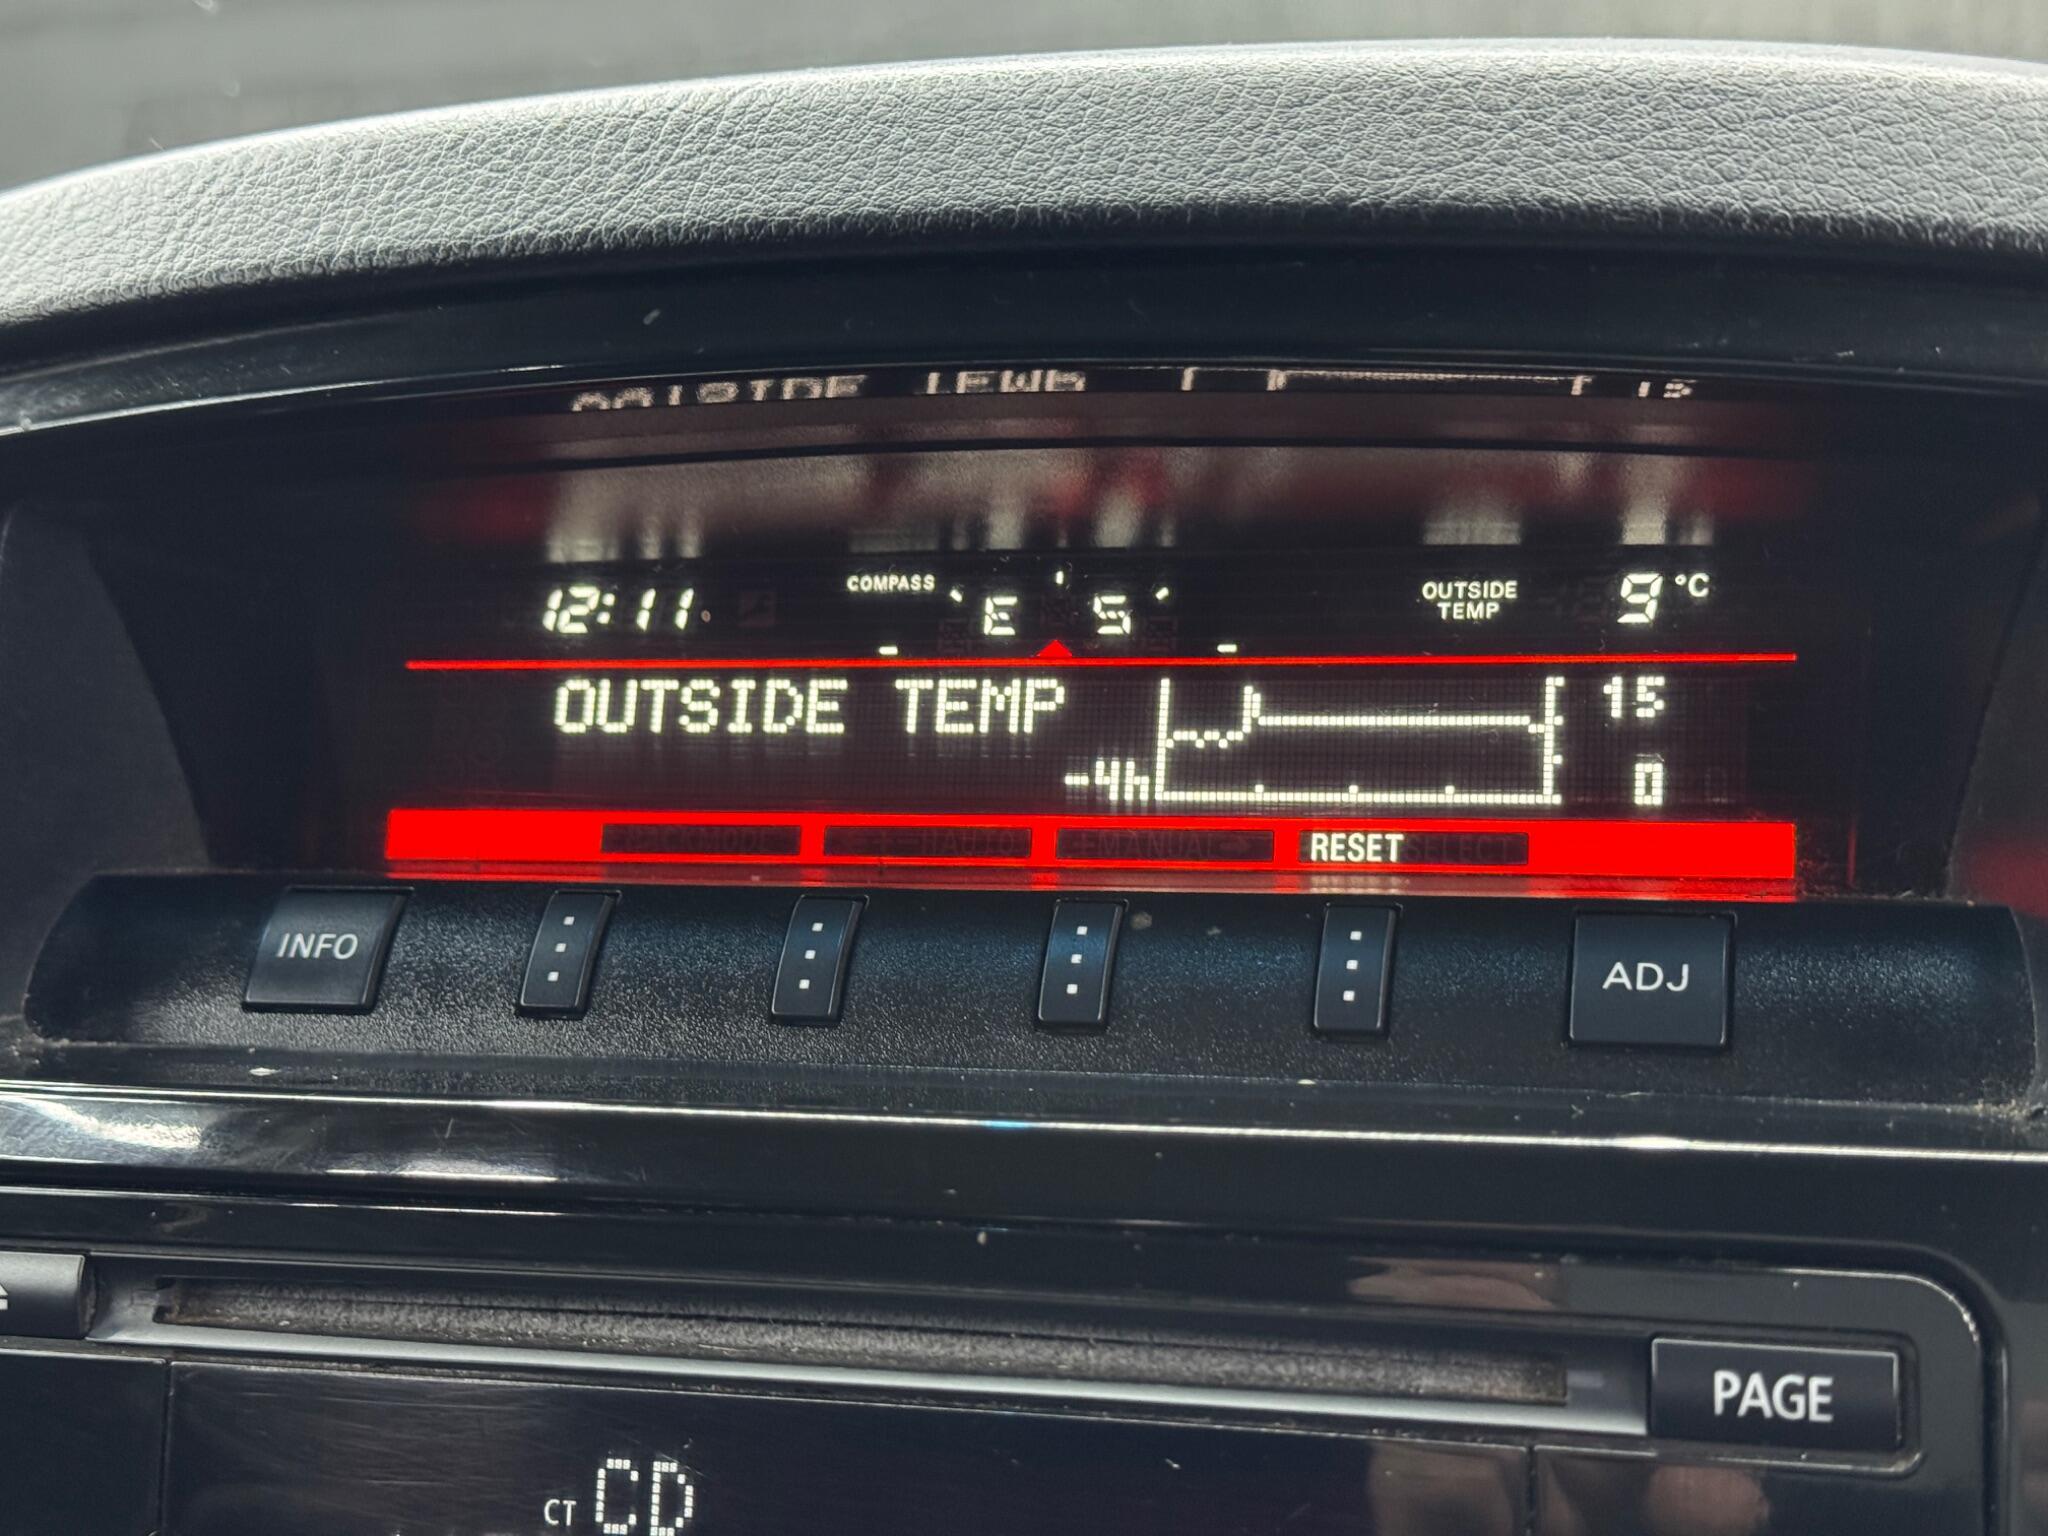 12:11
COMPASS
E S
OUTSIDE
TEMP
9 °C
OUTSIDE TEMP
15
-4h
0
RESET
INFO
ADJ
PAGE
CT CD